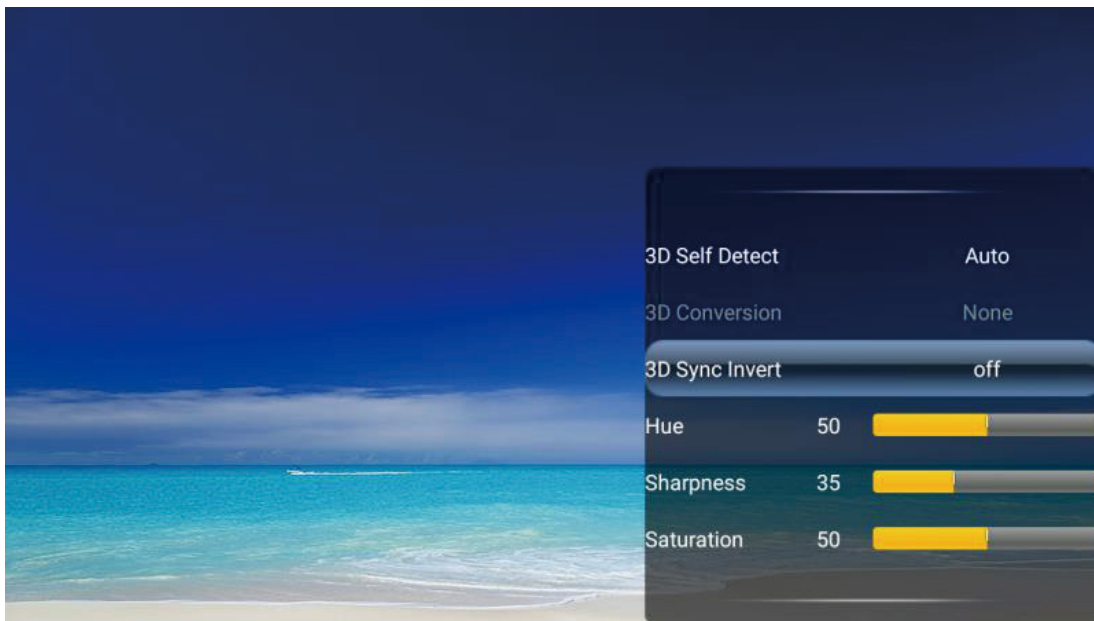 3D Self Detect Auto
3D Conversion None
3D Sync Invert off
Hue 50
Sharpness 35
Saturation 50